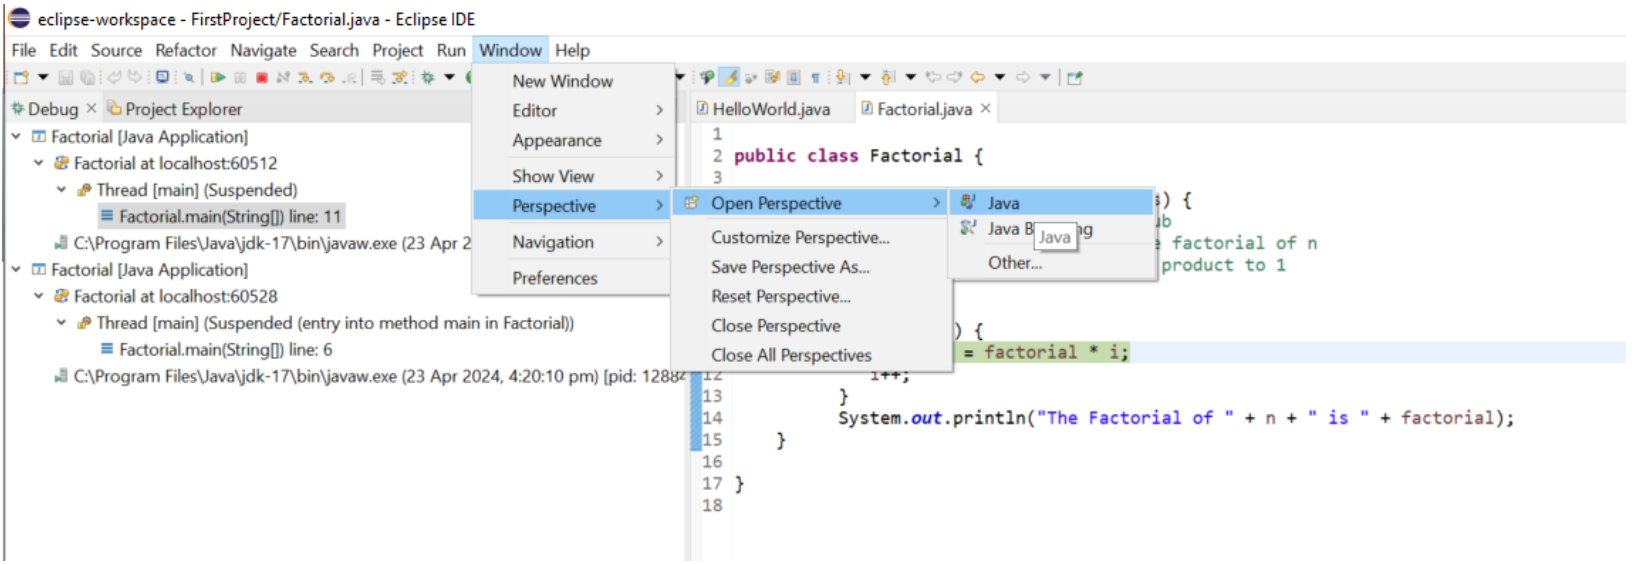 eclipse-workspace - FirstProject/Factorial.java - Eclipse IDE
File Edit Source Refactor Navigate Search Project Run Window Help
Debug Project Explorer
Factorial [Java Application]
Factorial at localhost:60512
Thread [main] (Suspended)
Factorial.main(String[]) line: 11
C:\Program Files\Java\jdk-17\bin\javaw.exe (23 Apr 2
Factorial [Java Application]
Factorial at localhost:60528
Thread [main] (Suspended (entry into method main in Factorial))
Factorial.main(String[]) line: 6
C:\Program Files\Java\jdk-17\bin\javaw.exe (23 Apr 2024, 4:20:10 pm) [pid: 1288
New Window
Editor
Appearance
Show View
Perspective
Navigation
Preferences
Open Perspective
Customize Perspective...
Save Perspective As...
Reset Perspective...
Close Perspective
Close All Perspectives
Java
Java B ng
Java
Other...
HelloWorld.java Factorial.java
1
2 public class Factorial {
3
) {
factorial of n
product to 1
) {
= factorial * i;
12 i++;
13 }
14 System.out.println("The Factorial of " + n + " is " + factorial);
15 }
16
17 }
18